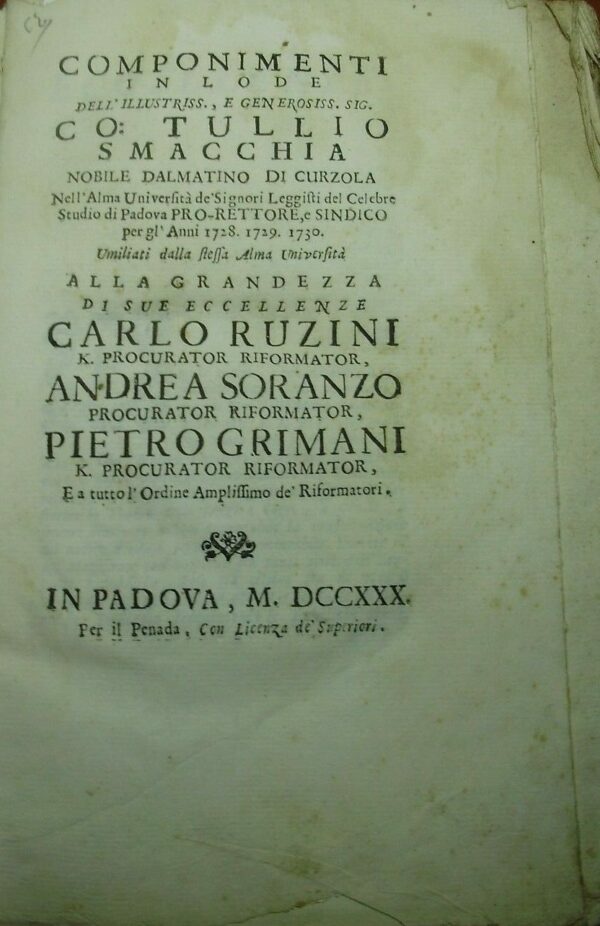 COMPONIMENTI
IN LODE
DELL'ILLUSTRISS., E GENEROSISS. SIG.
CO: TULLIO
SMACCHIA
NOBILE DALMATINO DI CURZOLA
Nell'Alma Univerſità de' Signori Leggiſti del Celebre
Studio di Padova PRO-RETTORE, e SINDICO
per gl' Anni 1728. 1729. 1730.
Umiliati dalla ſteſſa Alma Univerſità
ALLA GRANDEZZA
DI SUE ECCELLENZE
CARLO RUZINI
K. PROCURATOR RIFORMATOR,
ANDREA SORANZO
PROCURATOR RIFORMATOR,
PIETRO GRIMANI
K. PROCURATOR RIFORMATOR,
E a tutto l'Ordine Ampliſſimo de' Riformatori.
IN PADOVA, M. DCCXXX.
Per il Penada, Con Licenza de' Superiori.